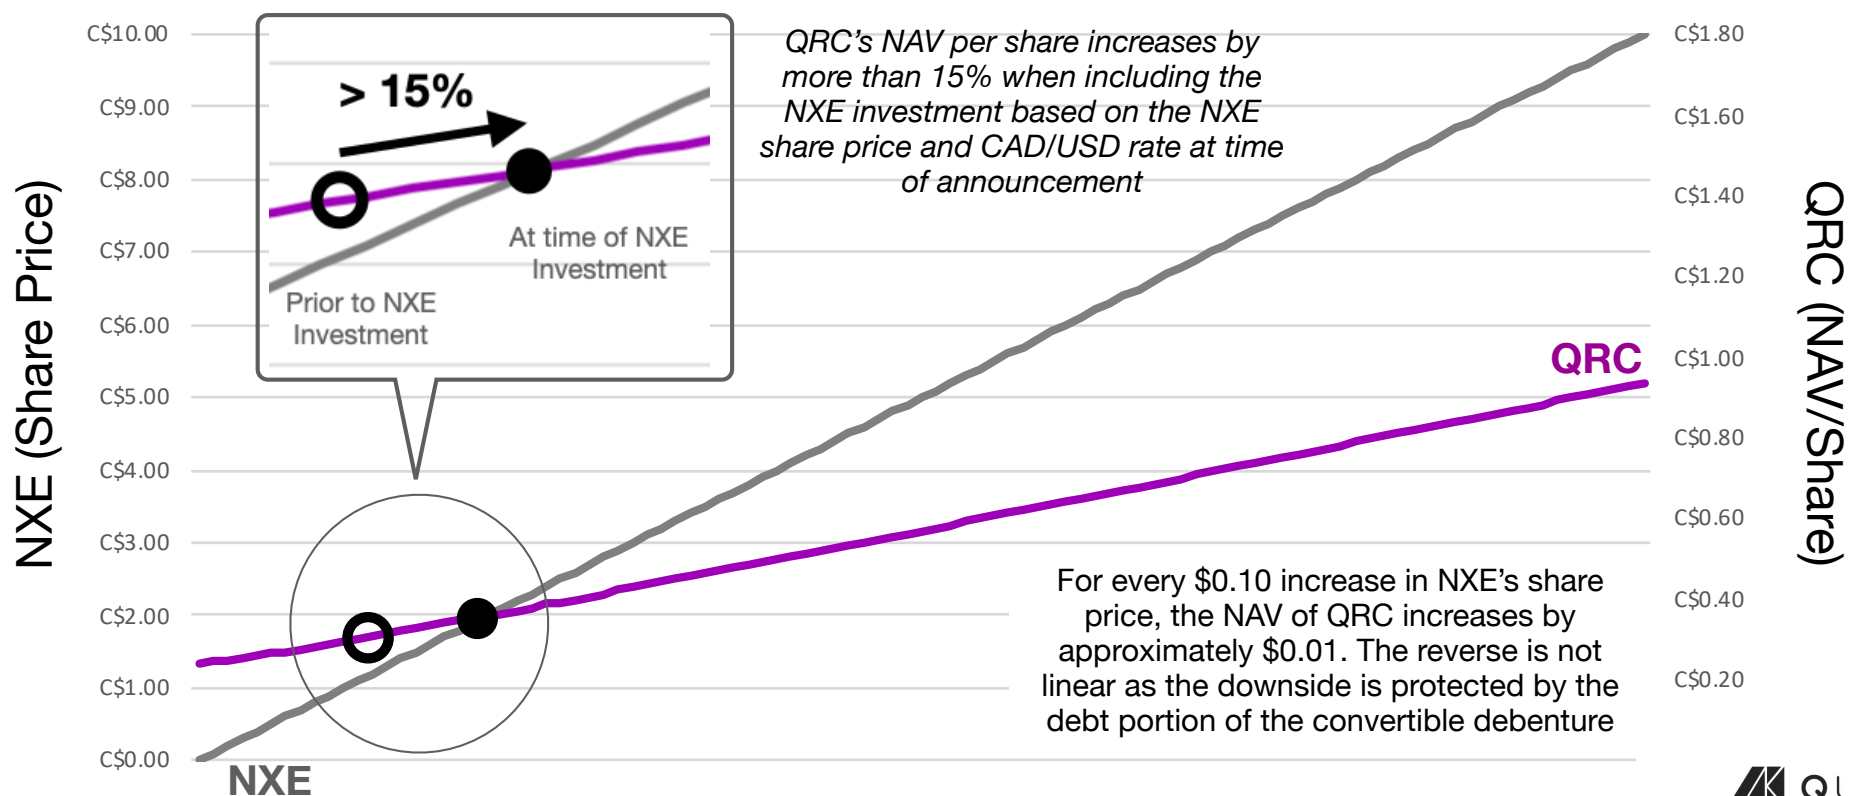 C$10.00
C$9.00
C$8.00
C$7.00
C$6.00
C$5.00
C$4.00
C$3.00
C$2.00
C$1.00
C$0.00
NXE (Share Price)
> 15%
At time of NXE
Investment
Prior to NXE
Investment
QRC's NAV per share increases by
more than 15% when including the
NXE investment based on the NXE
share price and CAD/USD rate at time
of announcement
QRC
NXE
For every $0.10 increase in NXE's share
price, the NAV of QRC increases by
approximately $0.01. The reverse is not
linear as the downside is protected by the
debt portion of the convertible debenture
C$1.80
C$1.60
C$1.40
C$1.20
C$1.00
C$0.80
C$0.60
C$0.40
C$0.20
QRC (NAV/Share)